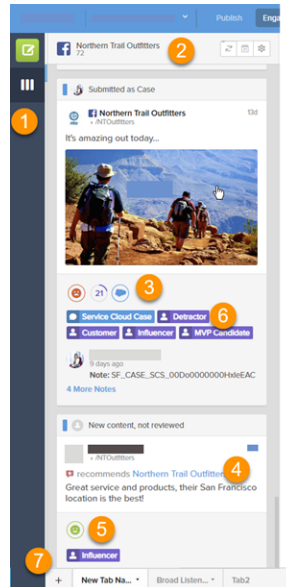 Publish
Enga
Northern Trail Outfitters
72
2
1
Submitted as Case
Northern Trail Outfitters
13d
• /NTOutfitters
It's amazing out today...
21
3
Service Cloud Case
Detractor
6
Customer
Influencer
MVP Candidate
9 days ago
Note: SF_CASE_SCS_00Do0000000HxleEAC
4 More Notes
New content, not reviewed
• /NTOutfitters
recommends Northern Trail Outfitte
4
Great service and products, their San Francisco
location is the best!
5
Influencer
7
+
New Tab Na...
Broad Listen...
Tab2